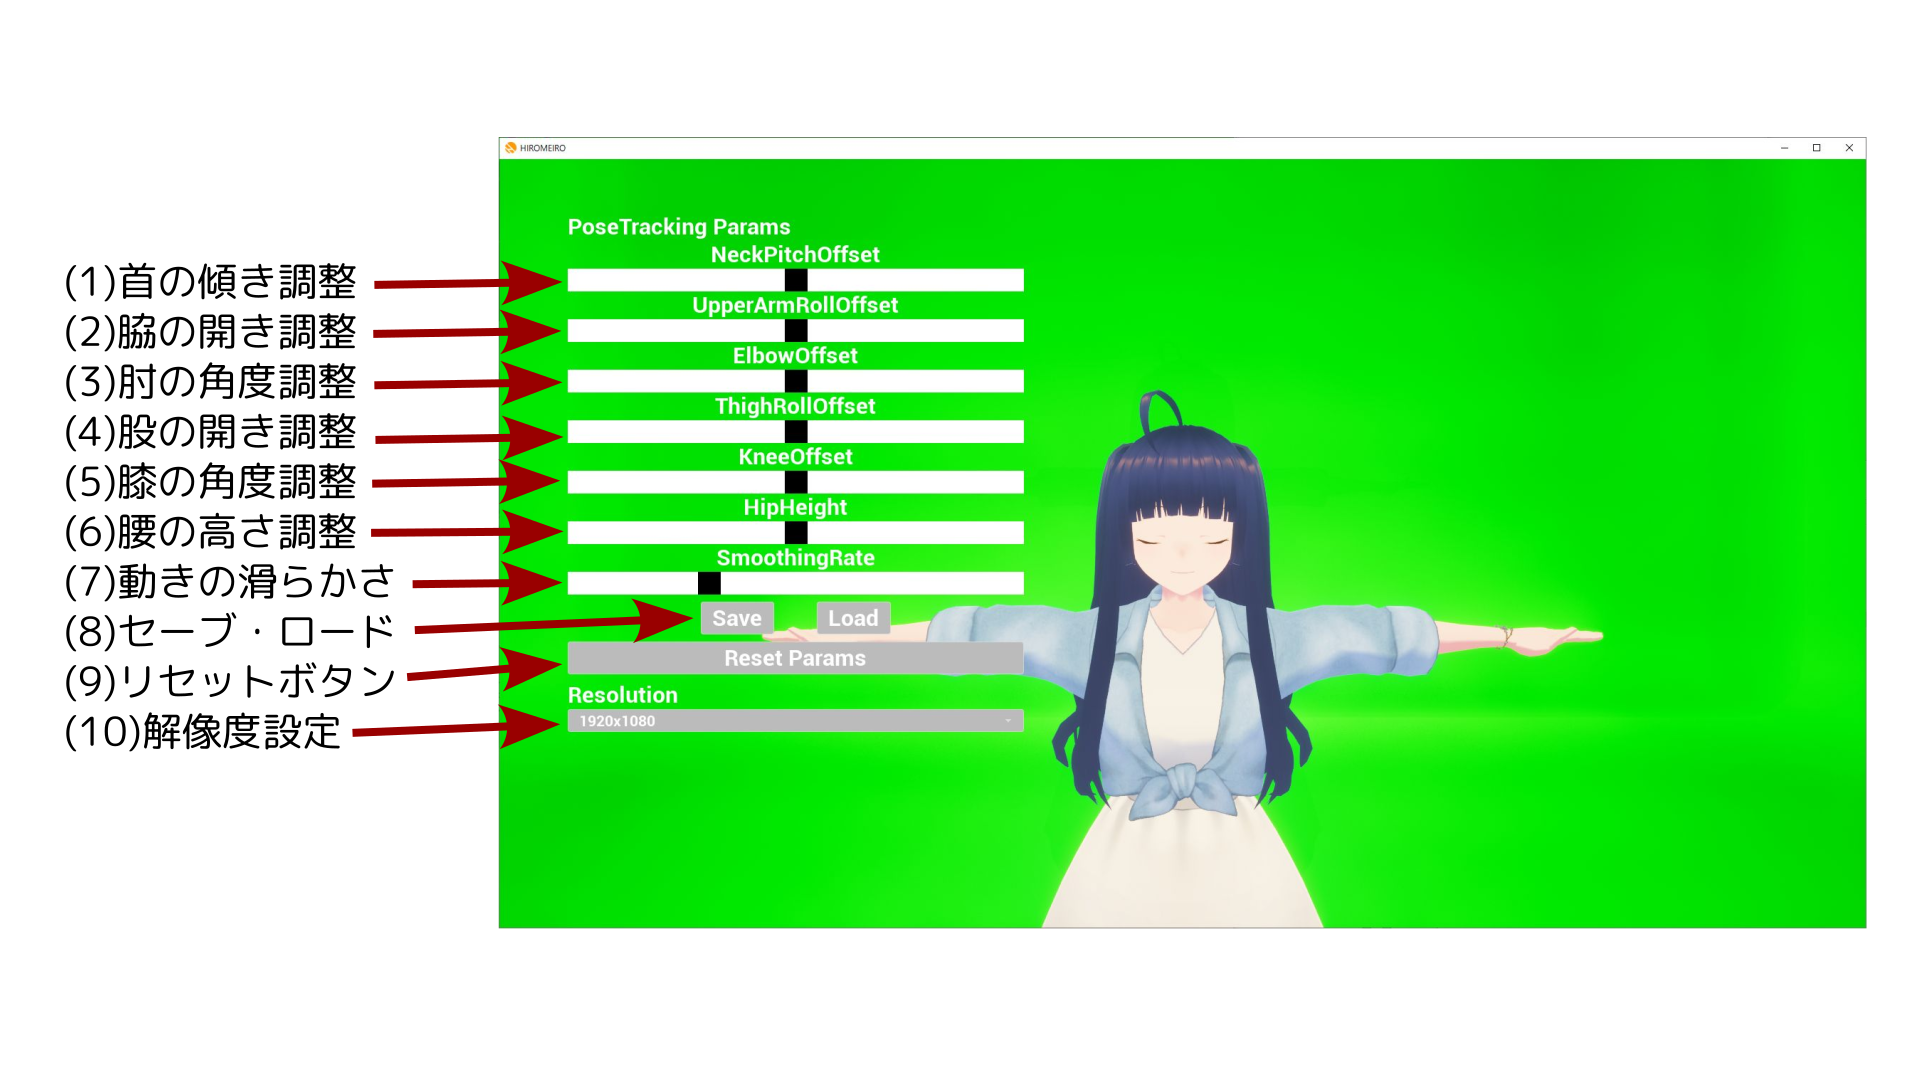 HIROMEIRO
PoseTracking Params
NeckPitchOffset
(1)首の傾き調整
UpperArmRollOffset
(2)脇の開き調整
ElbowOffset
(3)肘の角度調整
ThighRollOffset
(4)股の開き調整
KneeOffset
(5)膝の角度調整
HipHeight
(6)腰の高さ調整
SmoothingRate
(7)動きの滑らかさ
(8)セーブ・ロード
Save Load
(9)リセットボタン
Reset Params
Resolution
(10)解像度設定
1920x1080